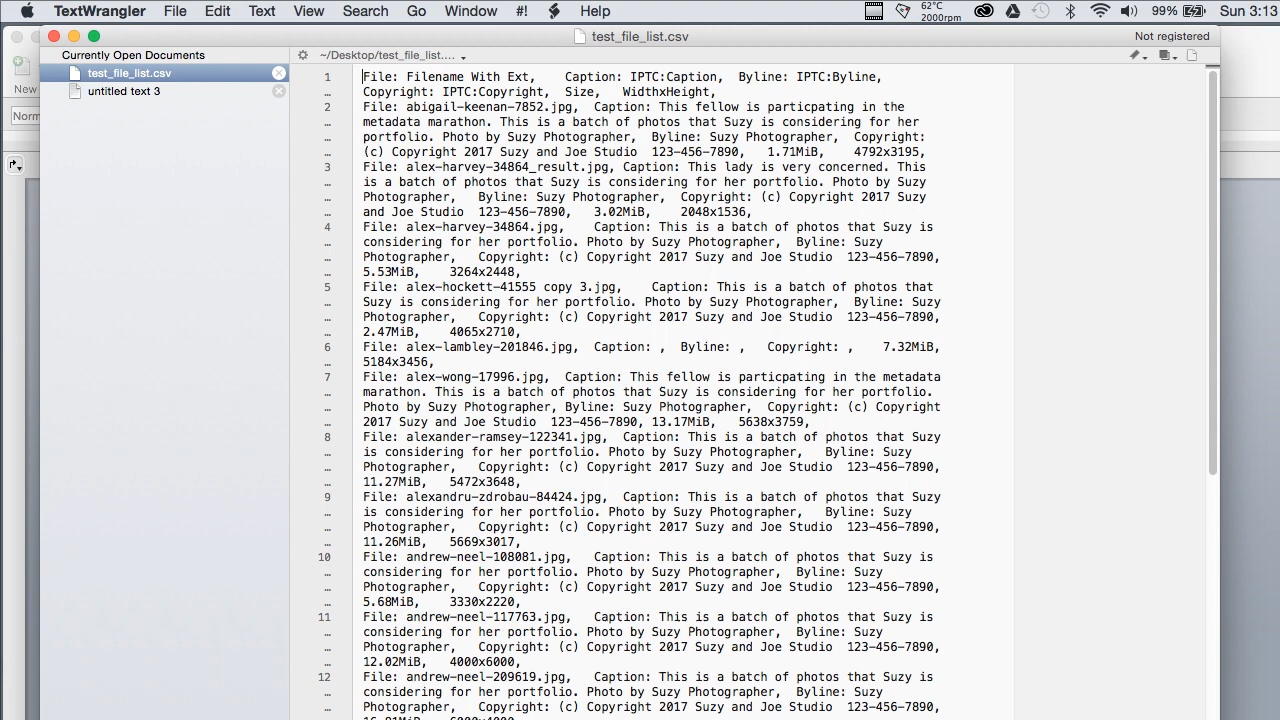 TextWrangler File Edit Text View Search Go Window #! Help 62°C 2000rpm 99% Sun 3:13
test_file_list.csv Not registered
Currently Open Documents ~/Desktop/test_file_list....
test_file_list.csv
untitled text 3
New
Norm
1 File: Filename With Ext, Caption: IPTC:Caption, Byline: IPTC:Byline,
… Copyright: IPTC:Copyright, Size, WidthxHeight,
2 File: abigail-keenan-7852.jpg, Caption: This fellow is particpating in the
… metadata marathon. This is a batch of photos that Suzy is considering for her
… portfolio. Photo by Suzy Photographer, Byline: Suzy Photographer, Copyright:
… (c) Copyright 2017 Suzy and Joe Studio 123-456-7890, 1.71MiB, 4792x3195,
3 File: alex-harvey-34864_result.jpg, Caption: This lady is very concerned. This
… is a batch of photos that Suzy is considering for her portfolio. Photo by Suzy
… Photographer, Byline: Suzy Photographer, Copyright: (c) Copyright 2017 Suzy
… and Joe Studio 123-456-7890, 3.02MiB, 2048x1536,
4 File: alex-harvey-34864.jpg, Caption: This is a batch of photos that Suzy is
… considering for her portfolio. Photo by Suzy Photographer, Byline: Suzy
… Photographer, Copyright: (c) Copyright 2017 Suzy and Joe Studio 123-456-7890,
… 5.53MiB, 3264x2448,
5 File: alex-hockett-41555 copy 3.jpg, Caption: This is a batch of photos that
… Suzy is considering for her portfolio. Photo by Suzy Photographer, Byline: Suzy
… Photographer, Copyright: (c) Copyright 2017 Suzy and Joe Studio 123-456-7890,
… 2.47MiB, 4065x2710,
6 File: alex-lambley-201846.jpg, Caption: , Byline: , Copyright: , 7.32MiB,
… 5184x3456,
7 File: alex-wong-17996.jpg, Caption: This fellow is particpating in the metadata
… marathon. This is a batch of photos that Suzy is considering for her portfolio.
… Photo by Suzy Photographer, Byline: Suzy Photographer, Copyright: (c) Copyright
… 2017 Suzy and Joe Studio 123-456-7890, 13.17MiB, 5638x3759,
8 File: alexander-ramsey-122341.jpg, Caption: This is a batch of photos that Suzy
… is considering for her portfolio. Photo by Suzy Photographer, Byline: Suzy
… Photographer, Copyright: (c) Copyright 2017 Suzy and Joe Studio 123-456-7890,
… 11.27MiB, 5472x3648,
9 File: alexandru-zdrobau-84424.jpg, Caption: This is a batch of photos that Suzy
… is considering for her portfolio. Photo by Suzy Photographer, Byline: Suzy
… Photographer, Copyright: (c) Copyright 2017 Suzy and Joe Studio 123-456-7890,
… 11.26MiB, 5669x3017,
10 File: andrew-neel-108081.jpg, Caption: This is a batch of photos that Suzy is
… considering for her portfolio. Photo by Suzy Photographer, Byline: Suzy
… Photographer, Copyright: (c) Copyright 2017 Suzy and Joe Studio 123-456-7890,
… 5.68MiB, 3330x2220,
11 File: andrew-neel-117763.jpg, Caption: This is a batch of photos that Suzy is
… considering for her portfolio. Photo by Suzy Photographer, Byline: Suzy
… Photographer, Copyright: (c) Copyright 2017 Suzy and Joe Studio 123-456-7890,
… 12.02MiB, 4000x6000,
12 File: andrew-neel-209619.jpg, Caption: This is a batch of photos that Suzy is
… considering for her portfolio. Photo by Suzy Photographer, Byline: Suzy
… Photographer, Copyright: (c) Copyright 2017 Suzy and Joe Studio 123-456-7890,